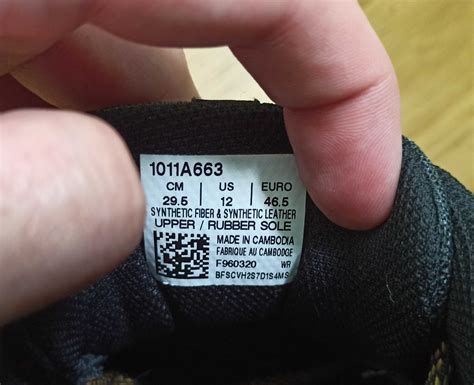 1011A663
CM | US | EURO
29.5 | 12 | 46.5
SYNTHETIC FIBER & SYNTHETIC LEATHER
UPPER / RUBBER SOLE
MADE IN CAMBODIA
FABRIQUE AU CAMBODGE
F960320 WR
BFSCVH2S7D1S4MS